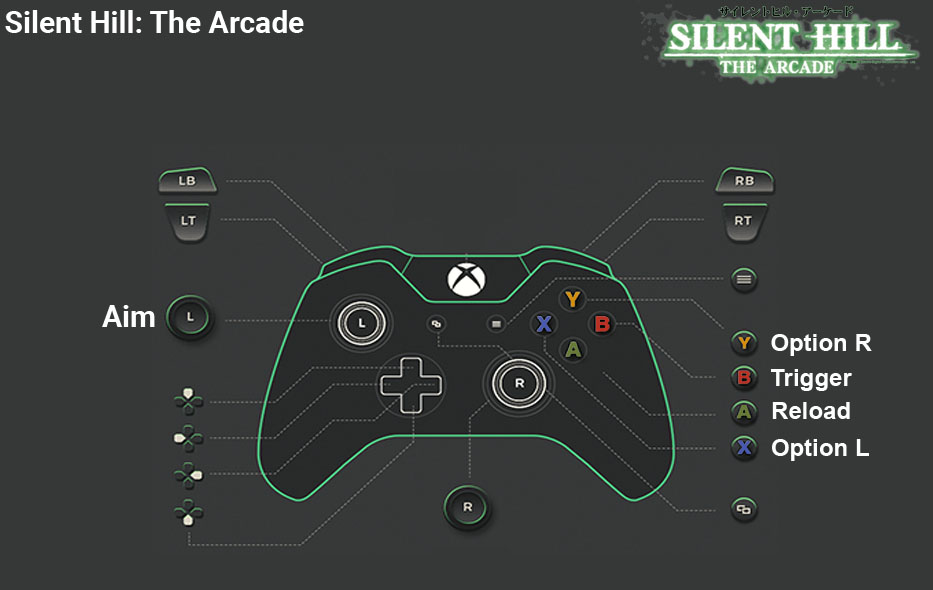 Silent Hill: The Arcade
サイレントヒル・アーケード
SILENT HILL
THE ARCADE
LB
RB
LT
RT
Y
Aim
L
L
X
B
A
Y
Option R
B
Trigger
R
A
Reload
X
Option L
R